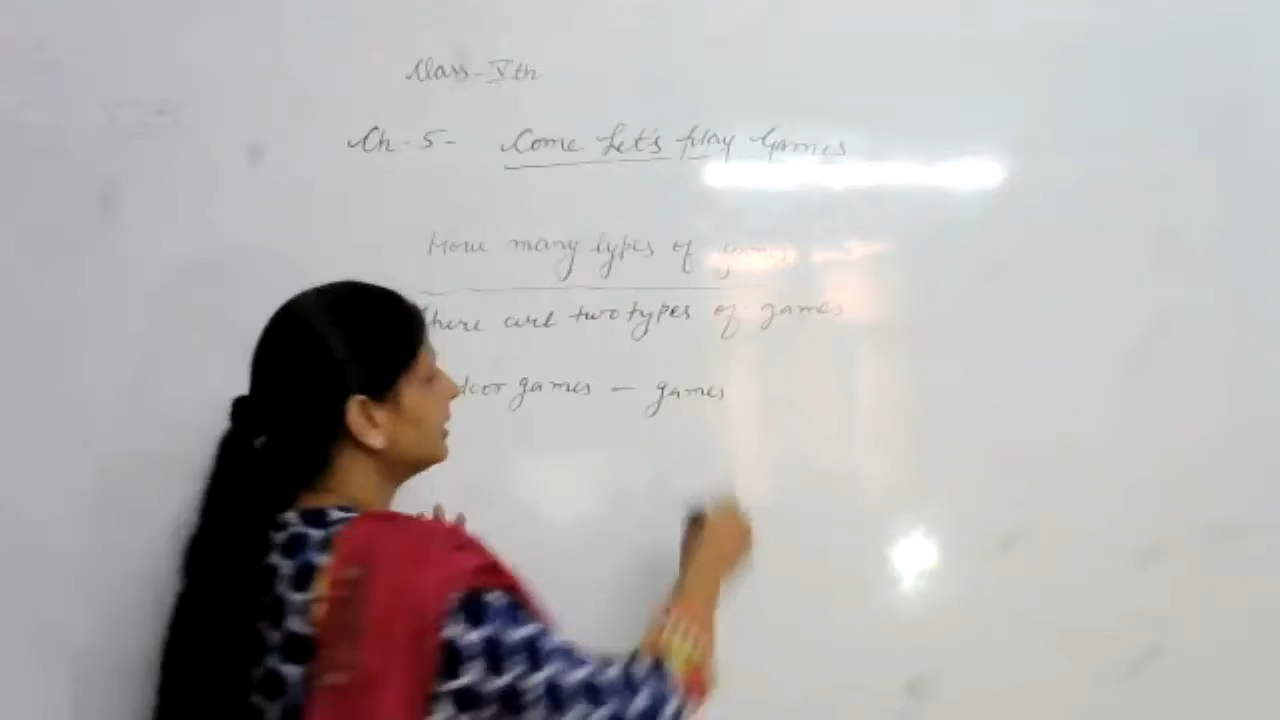 Class - Vth
Ch - 5 - Come Let's Play Games
How many types of games
here are two types of games
door games - games